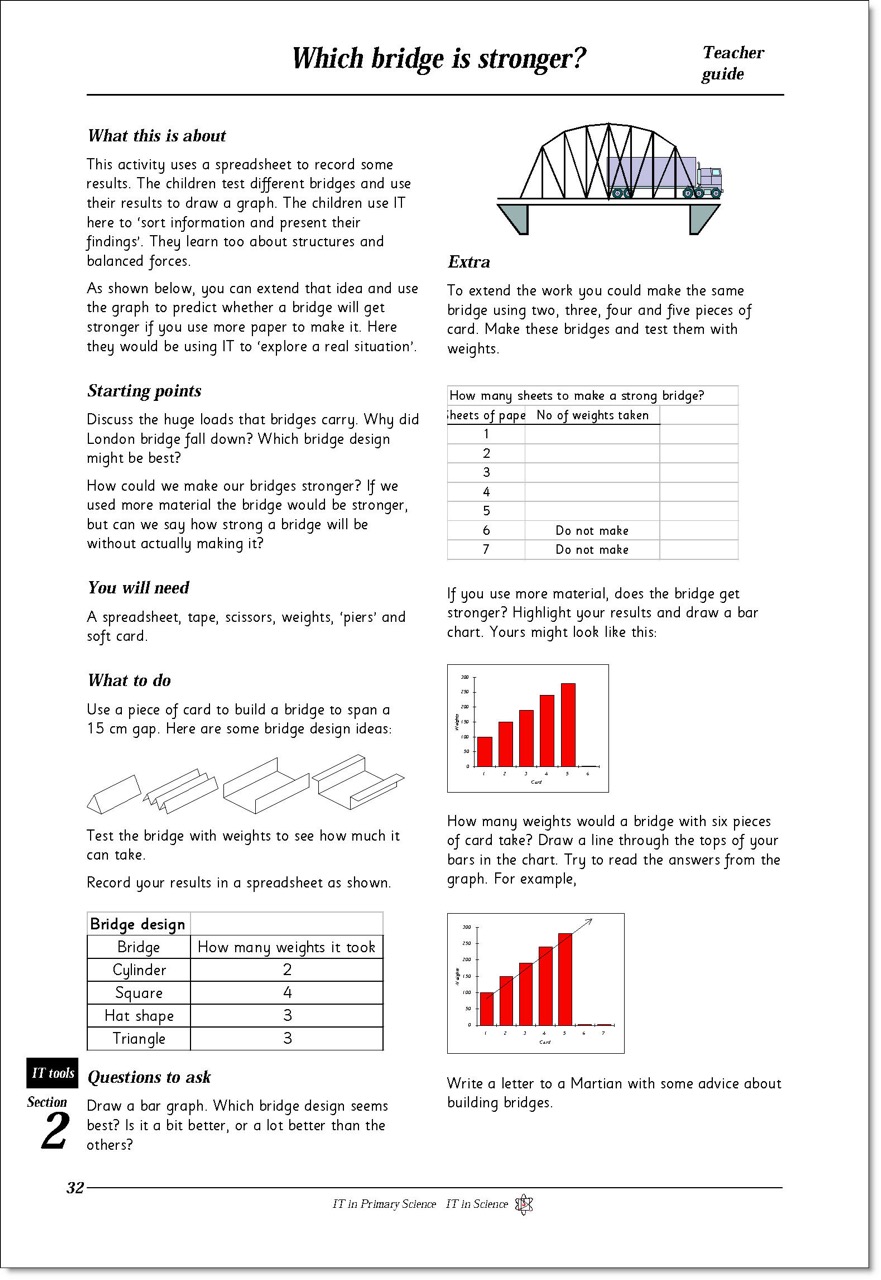 Which bridge is stronger?
Teacher
guide
What this is about
This activity uses a spreadsheet to record some
results. The children test different bridges and use
their results to draw a graph. The children use IT
here to ‘sort information and present their
findings’. They learn too about structures and
balanced forces.
As shown below, you can extend that idea and use
the graph to predict whether a bridge will get
stronger if you use more paper to make it. Here
they would be using IT to ‘explore a real situation’.
Starting points
Discuss the huge loads that bridges carry. Why did
London bridge fall down? Which bridge design
might be best?
How could we make our bridges stronger? If we
used more material the bridge would be stronger,
but can we say how strong a bridge will be
without actually making it?
You will need
A spreadsheet, tape, scissors, weights, ‘piers’ and
soft card.
What to do
Use a piece of card to build a bridge to span a
15 cm gap. Here are some bridge design ideas:
Test the bridge with weights to see how much it
can take.
Record your results in a spreadsheet as shown.
Bridge design
Bridge How many weights it took
Cylinder 2
Square 4
Hat shape 3
Triangle 3
Questions to ask
Draw a bar graph. Which bridge design seems
best? Is it a bit better, or a lot better than the
others?
Extra
To extend the work you could make the same
bridge using two, three, four and five pieces of
card. Make these bridges and test them with
weights.
How many sheets to make a strong bridge?
heets of pape No of weights taken
1
2
3
4
5
6 Do not make
7 Do not make
If you use more material, does the bridge get
stronger? Highlight your results and draw a bar
chart. Yours might look like this:
300
250
200
150
100
50
0
Weights
1 2 3 4 5 6
Card
How many weights would a bridge with six pieces
of card take? Draw a line through the tops of your
bars in the chart. Try to read the answers from the
graph. For example,
300
250
200
150
100
50
0
Weights
1 2 3 4 5 6 7
Card
Write a letter to a Martian with some advice about
building bridges.
IT tools
Section
2
32
IT in Primary Science IT in Science